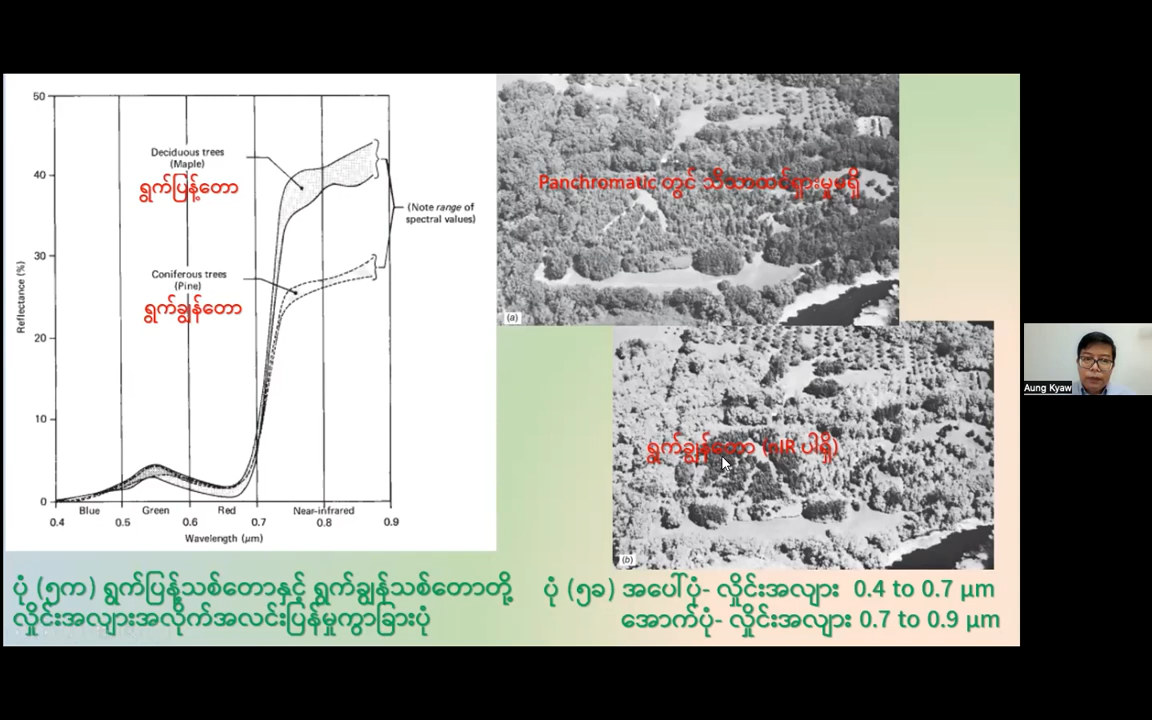 50
40
30
20
10
0
Reflectance (%)
Deciduous trees
(Maple)
ရွက်ပြန့်တော
(Note range of
spectral values)
Coniferous trees
(Pine)
ရွက်ချွန်တော
Blue
Green
Red
Near-infrared
0.4
0.5
0.6
0.7
0.8
0.9
Wavelength (μm)
Panchromatic တွင် သိသာထင်ရှားမှုမရှိ
(a)
ရွက်ချွန်တော (NIR ပါရှိ)
(b)
Aung Kyaw
ပုံ (၅က) ရွက်ပြန့်သစ်တောနှင့် ရွက်ချွန်သစ်တောတို့
လှိုင်းအလျားအလိုက်အလင်းပြန်မှုကွာခြားပုံ
ပုံ (၅ခ) အပေါ်ပုံ- လှိုင်းအလျား 0.4 to 0.7 μm
အောက်ပုံ- လှိုင်းအလျား 0.7 to 0.9 μm